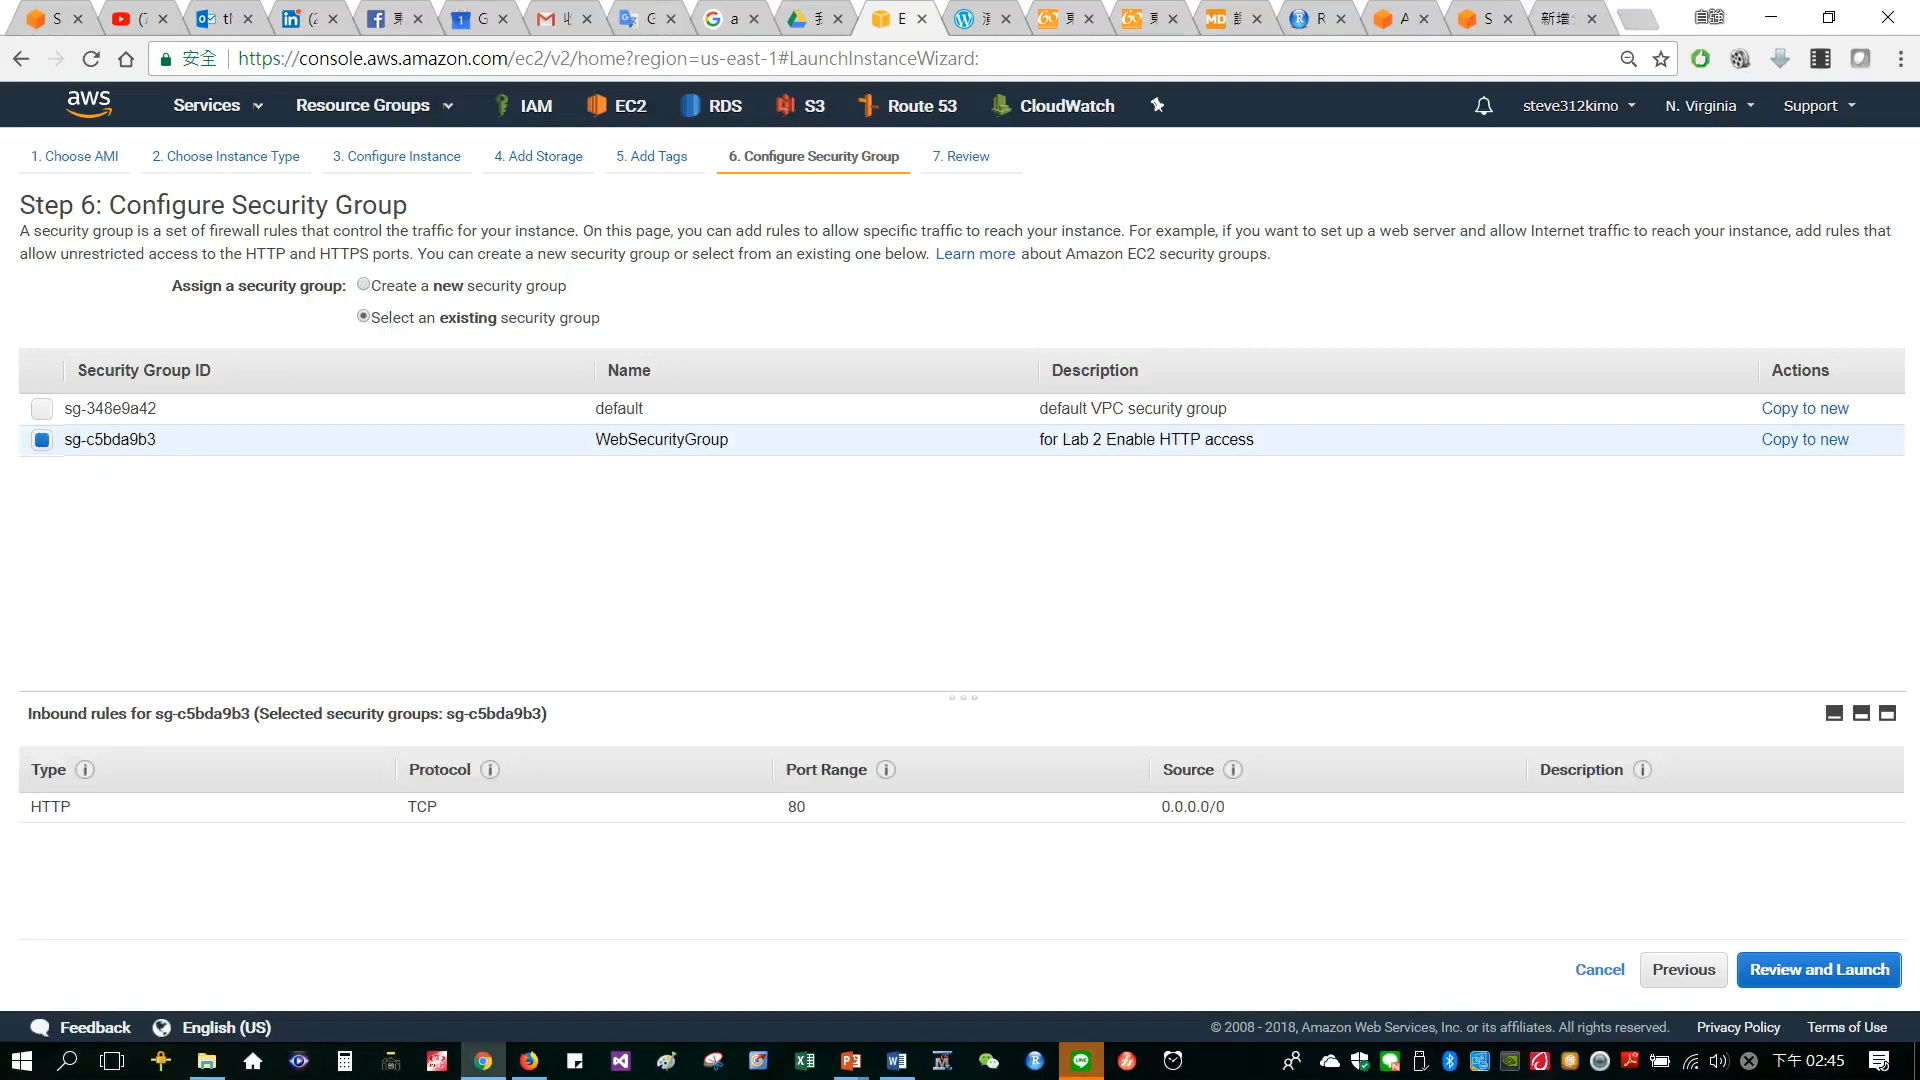 自強
安全 https://console.aws.amazon.com/ec2/v2/home?region=us-east-1#LaunchInstanceWizard:
aws Services Resource Groups IAM EC2 RDS S3 Route 53 CloudWatch steve312kimo N. Virginia Support
1. Choose AMI 2. Choose Instance Type 3. Configure Instance 4. Add Storage 5. Add Tags 6. Configure Security Group 7. Review
Step 6: Configure Security Group
A security group is a set of firewall rules that control the traffic for your instance. On this page, you can add rules to allow specific traffic to reach your instance. For example, if you want to set up a web server and allow Internet traffic to reach your instance, add rules that
allow unrestricted access to the HTTP and HTTPS ports. You can create a new security group or select from an existing one below. Learn more about Amazon EC2 security groups.
Assign a security group: Create a new security group
Select an existing security group
Security Group ID Name Description Actions
sg-348e9a42 default default VPC security group Copy to new
sg-c5bda9b3 WebSecurityGroup for Lab 2 Enable HTTP access Copy to new
Inbound rules for sg-c5bda9b3 (Selected security groups: sg-c5bda9b3)
Type Protocol Port Range Source Description
HTTP TCP 80 0.0.0.0/0
Cancel Previous Review and Launch
Feedback English (US) © 2008 - 2018, Amazon Web Services, Inc. or its affiliates. All rights reserved. Privacy Policy Terms of Use
下午 02:45